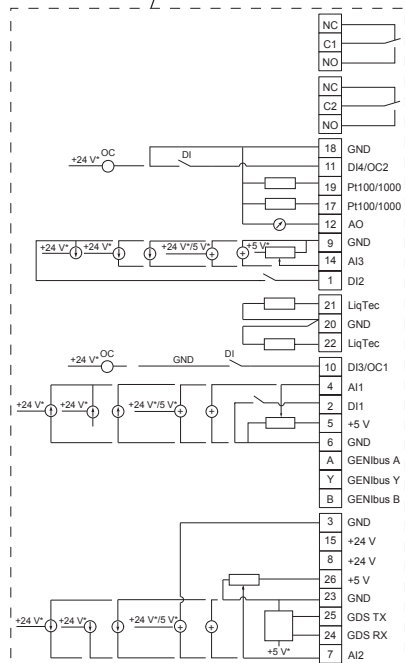 NC
C1
NO
NC
C2
NO
18 GND
+24 V* OC DI 11 DI4/OC2
19 Pt100/1000
17 Pt100/1000
12 AO
9 GND
+24 V* +24 V* +24 V*/5 V* +5 V*
14 AI3
1 DI2
21 LiqTec
20 GND
22 LiqTec
+24 V* OC GND DI 10 DI3/OC1
4 AI1
+24 V* +24 V* +24 V*/5 V* 2 DI1
5 +5 V
6 GND
A GENIbus A
Y GENIbus Y
B GENIbus B
3 GND
15 +24 V
8 +24 V
26 +5 V
23 GND
+24 V* +24 V* +24 V*/5 V* 25 GDS TX
24 GDS RX
+5 V* 7 AI2